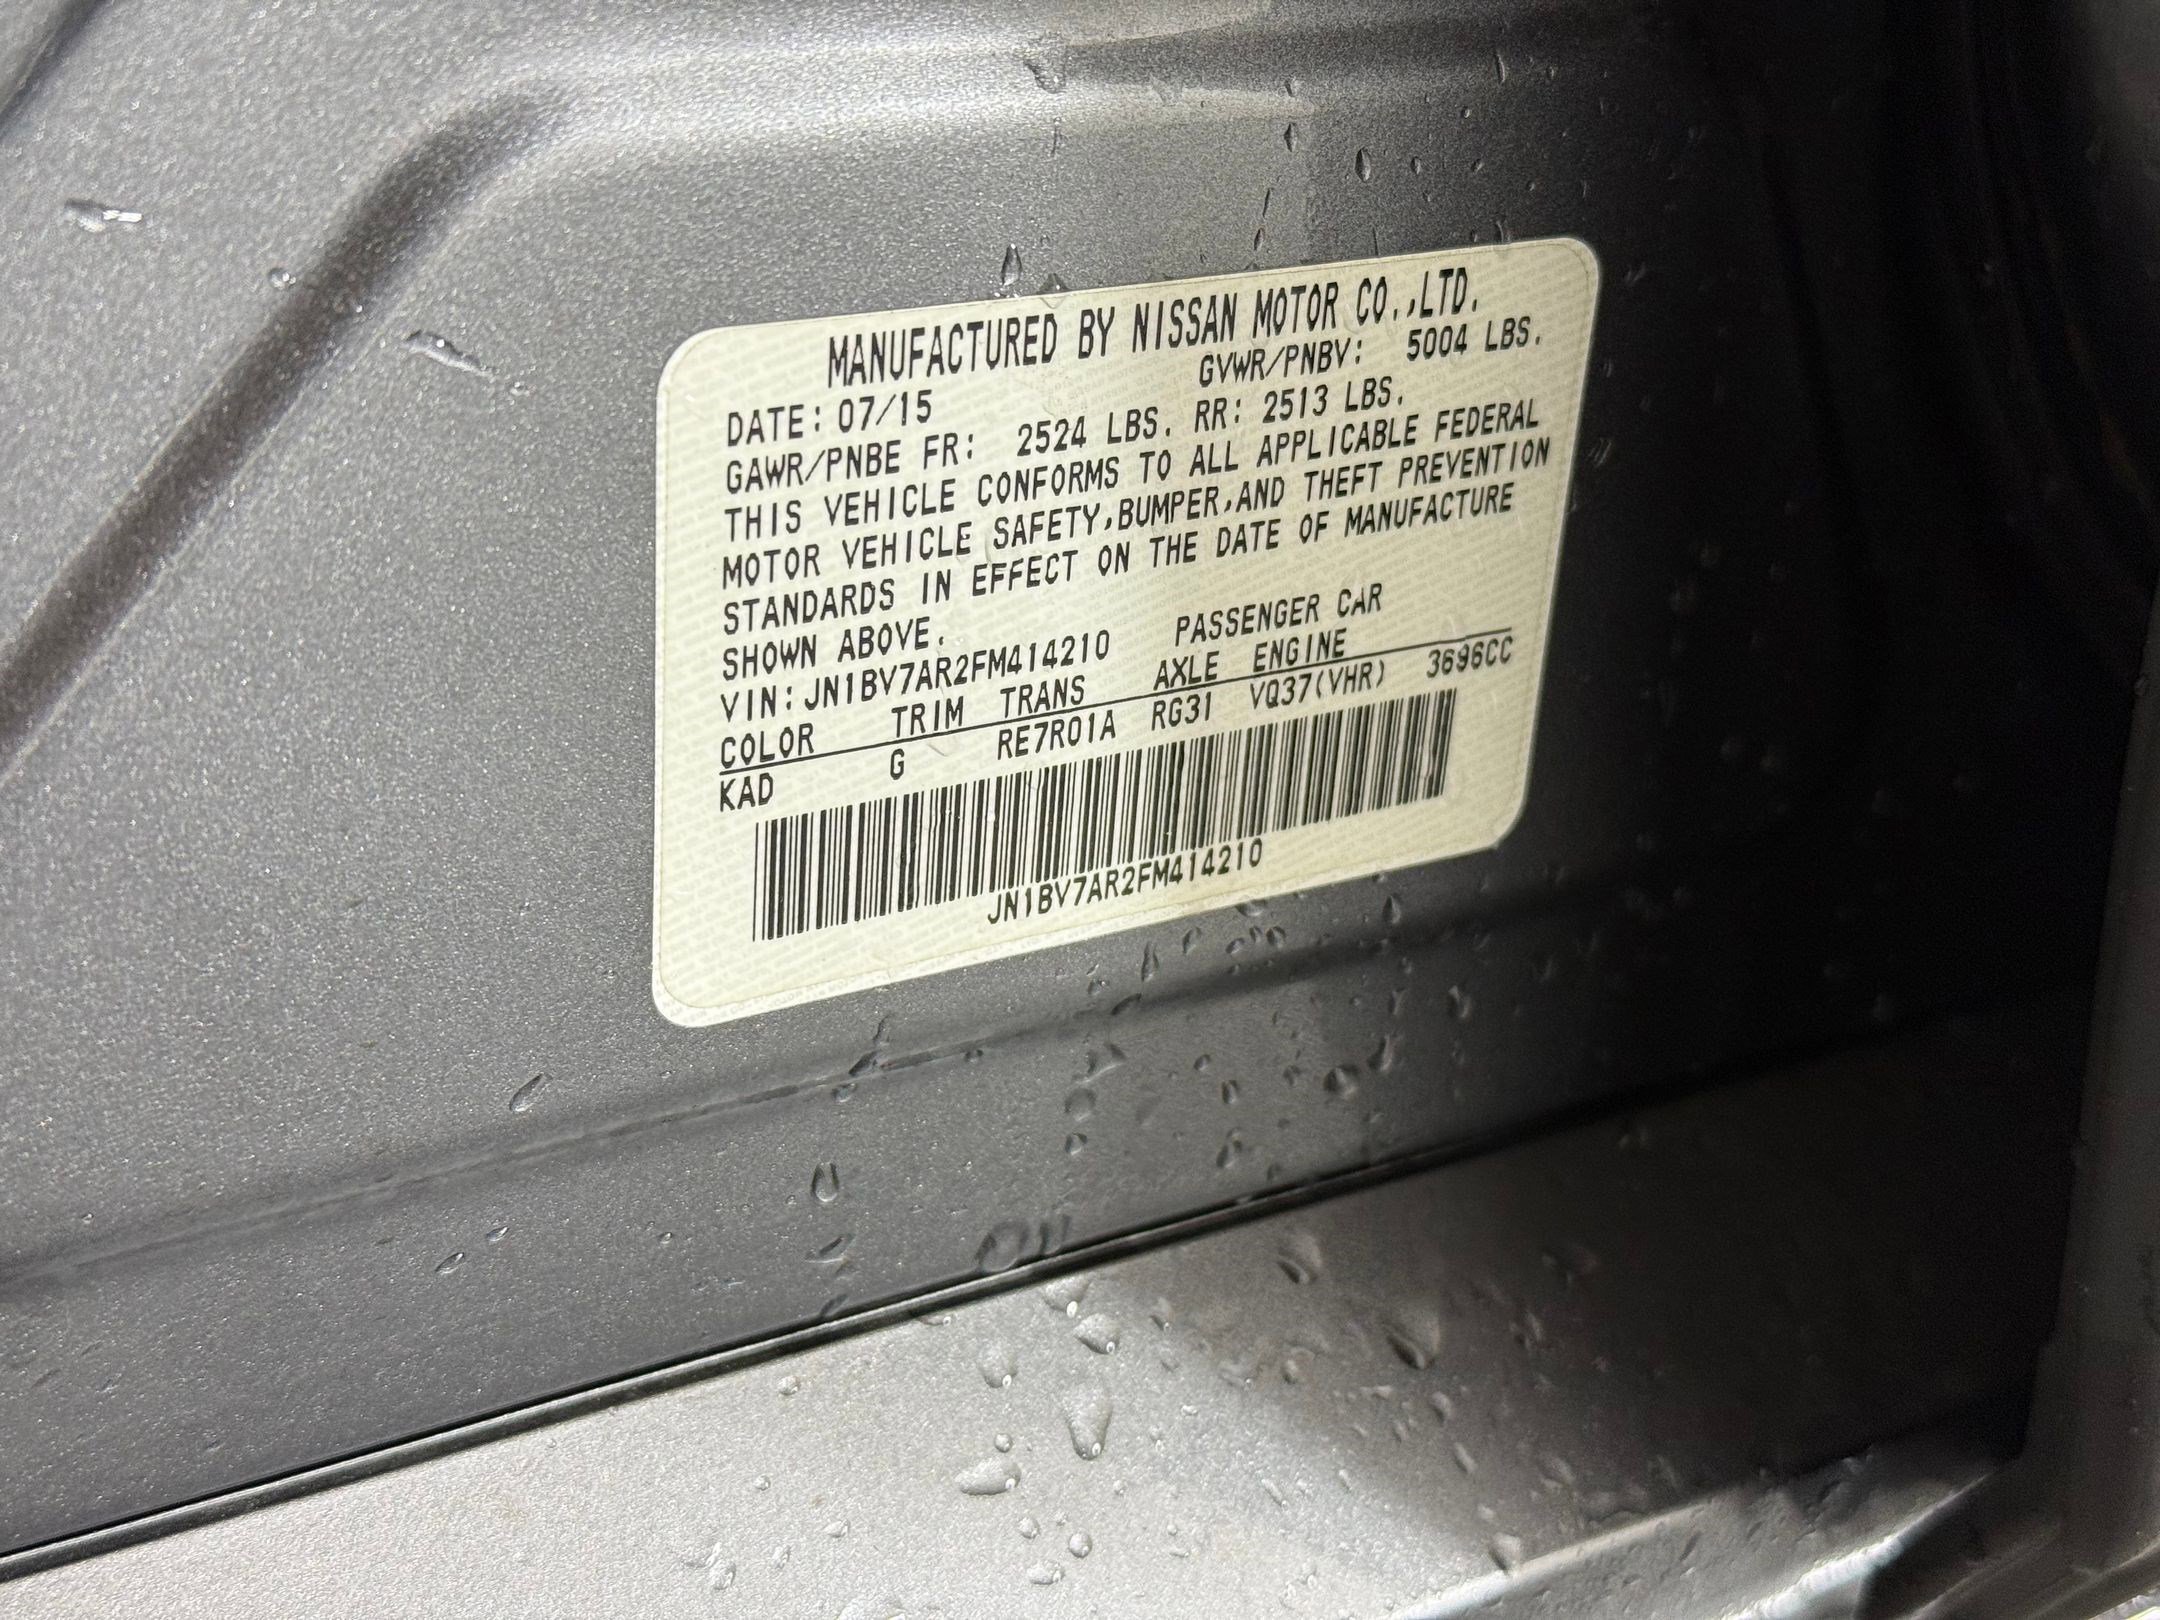 MANUFACTURED BY NISSAN MOTOR CO.,LTD.
DATE: 07/15 GVWR/PNBV: 5004 LBS.
GAWR/PNBE FR: 2524 LBS. RR: 2513 LBS.
THIS VEHICLE CONFORMS TO ALL APPLICABLE FEDERAL
MOTOR VEHICLE SAFETY,BUMPER,AND THEFT PREVENTION
STANDARDS IN EFFECT ON THE DATE OF MANUFACTURE
SHOWN ABOVE.
VIN:JN1BV7AR2FM414210 PASSENGER CAR
COLOR TRIM TRANS AXLE ENGINE
KAD G RE7R01A RG31 VQ37(VHR) 3696CC
JN1BV7AR2FM414210